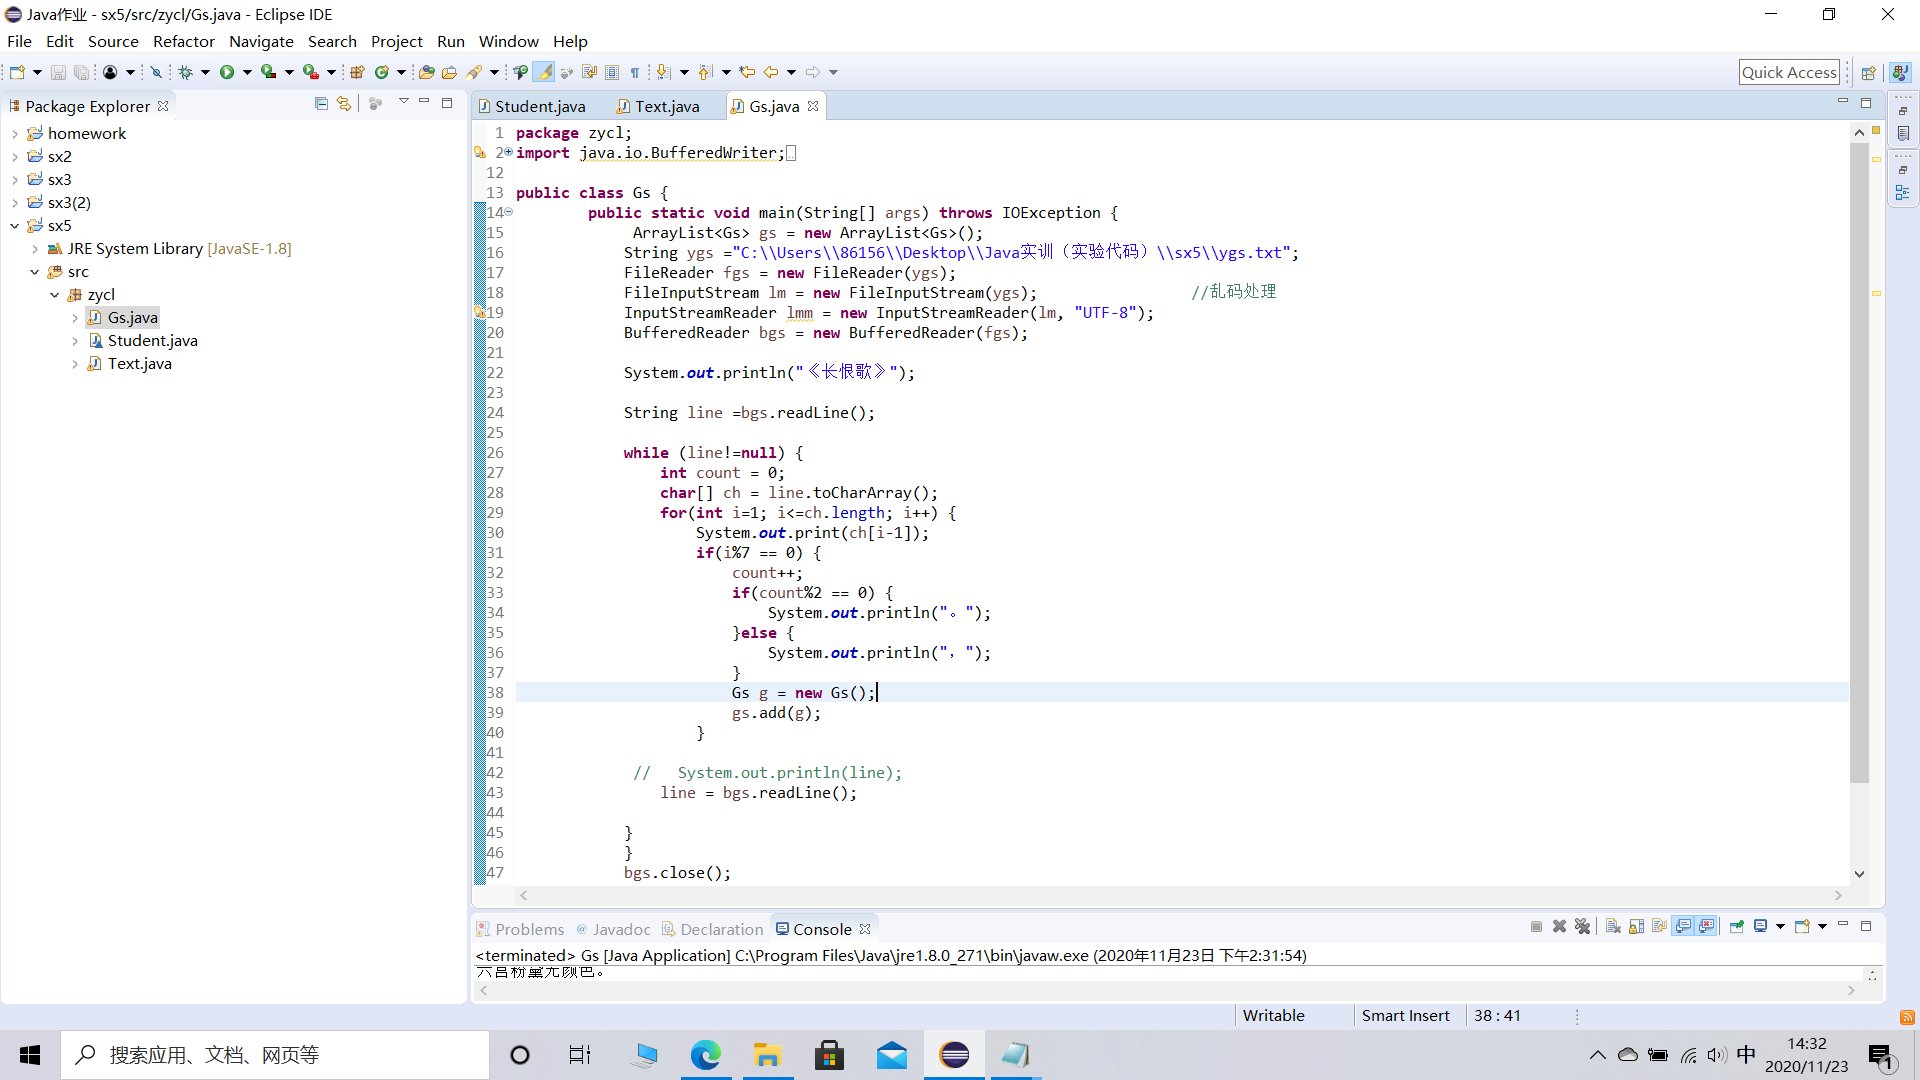 Java作业 - sx5/src/zycl/Gs.java - Eclipse IDE
File Edit Source Refactor Navigate Search Project Run Window Help
Quick Access
Package Explorer
homework
sx2
sx3
sx3(2)
sx5
JRE System Library [JavaSE-1.8]
src
zycl
Gs.java
Student.java
Text.java
Student.java Text.java Gs.java
1 package zycl;
2 import java.io.BufferedWriter;
12
13 public class Gs {
14 public static void main(String[] args) throws IOException {
15 ArrayList<Gs> gs = new ArrayList<Gs>();
16 String ygs ="C:\\Users\\86156\\Desktop\\Java实训（实验代码）\\sx5\\ygs.txt";
17 FileReader fgs = new FileReader(ygs);
18 FileInputStream lm = new FileInputStream(ygs); //乱码处理
19 InputStreamReader lmm = new InputStreamReader(lm, "UTF-8");
20 BufferedReader bgs = new BufferedReader(fgs);
21
22 System.out.println("《长恨歌》");
23
24 String line =bgs.readLine();
25
26 while (line!=null) {
27 int count = 0;
28 char[] ch = line.toCharArray();
29 for(int i=1; i<=ch.length; i++) {
30 System.out.print(ch[i-1]);
31 if(i%7 == 0) {
32 count++;
33 if(count%2 == 0) {
34 System.out.println("。");
35 }else {
36 System.out.println("，");
37 }
38 Gs g = new Gs();
39 gs.add(g);
40 }
41
42 // System.out.println(line);
43 line = bgs.readLine();
44
45 }
46 }
47 bgs.close();
Problems @ Javadoc Declaration Console
<terminated> Gs [Java Application] C:\Program Files\Java\jre1.8.0_271\bin\javaw.exe (2020年11月23日 下午2:31:54)
六宫粉黛无颜色。
Writable Smart Insert 38 : 41
搜索应用、文档、网页等
中
14:32
2020/11/23
1